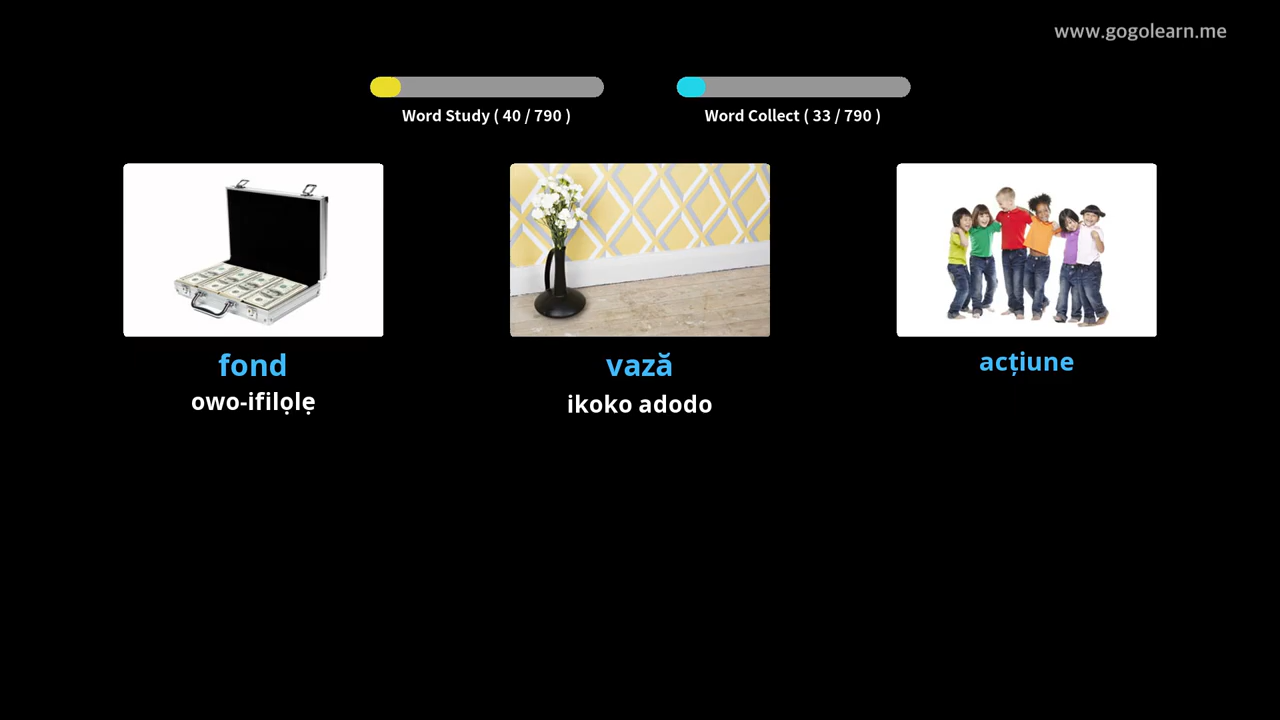 www.gogolearn.me
Word Study ( 40 / 790 )
Word Collect ( 33 / 790 )
fond
owo-ifilọlẹ
vază
ikoko adodo
acțiune